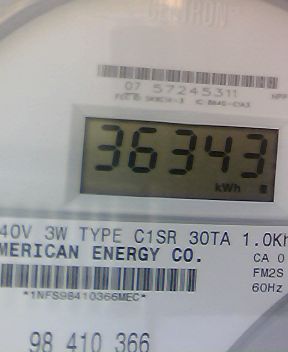 CENTRON
07 57245311
36343
kWh
40V 3W TYPE C1SR 30TA 1.0Kh
MERICAN ENERGY CO.
CA 0
FM2S
*1NFS98410366MEC*
60Hz
98 410 366